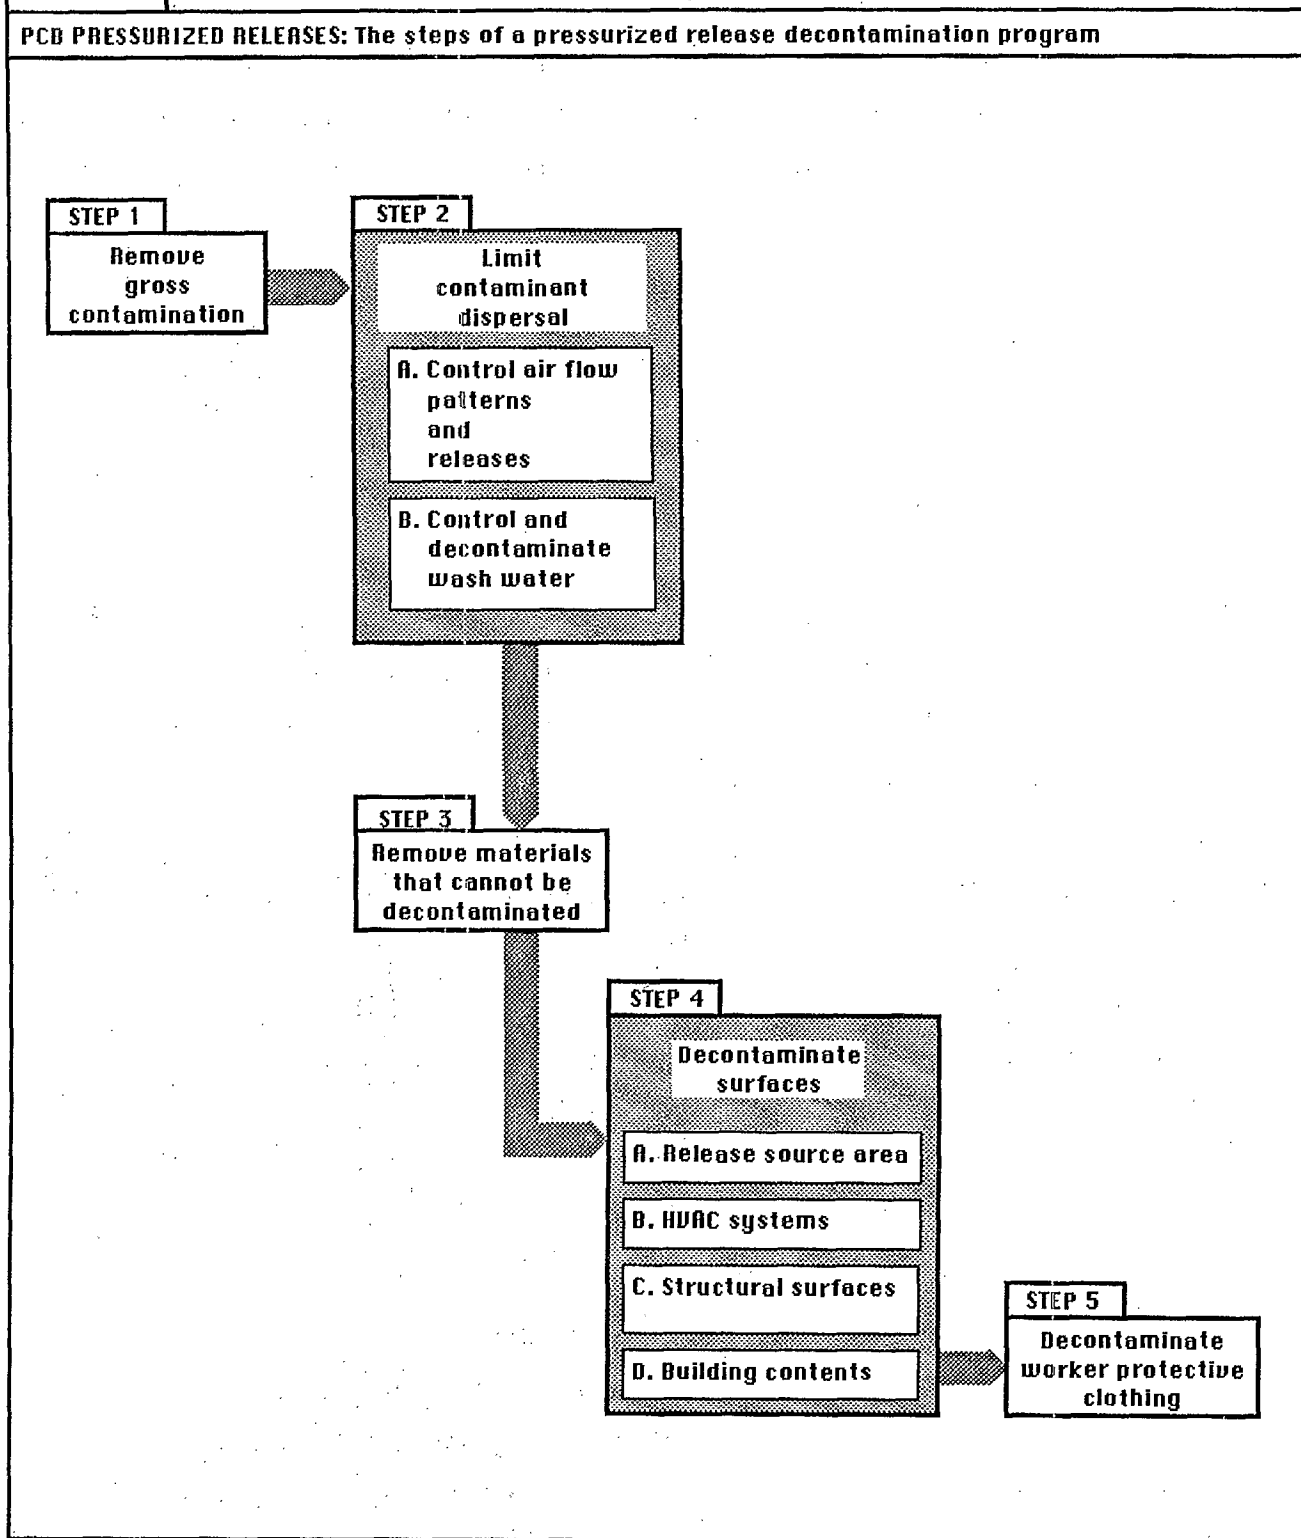 PCB PRESSURIZED RELEASES: The steps of a pressurized release decontamination program
STEP 1
Remove
gross
contamination
STEP 2
Limit
contaminant
dispersal
A. Control air flow
patterns
and
releases
B. Control and
decontaminate
wash water
STEP 3
Remove materials
that cannot be
decontaminated
STEP 4
Decontaminate
surfaces
A. Release source area
B. HVAC systems
C. Structural surfaces
D. Building contents
STEP 5
Decontaminate
worker protective
clothing